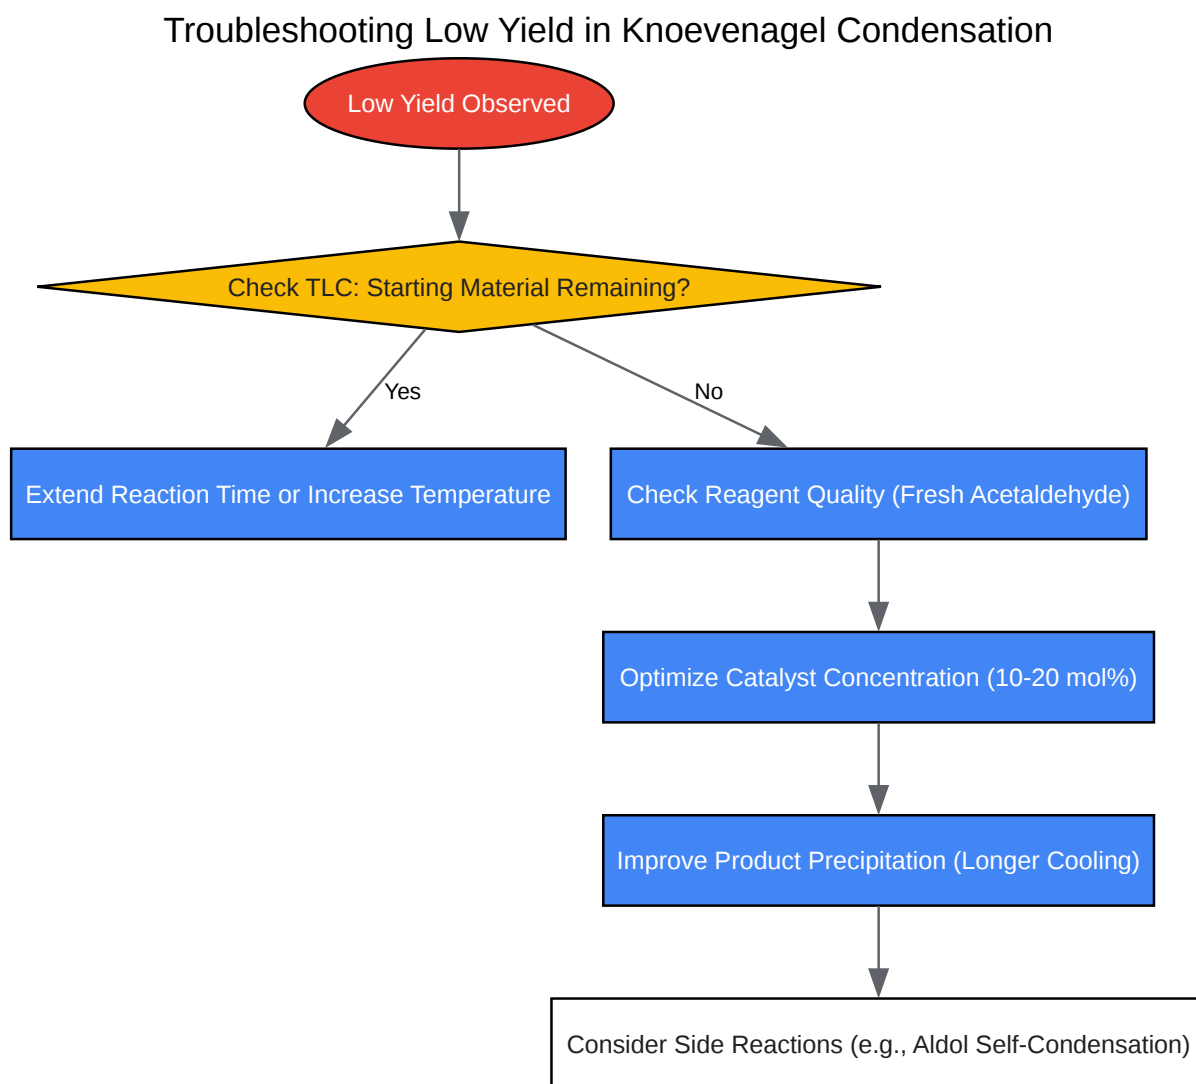 Troubleshooting Low Yield in Knoevenagel Condensation
Low Yield Observed
Check TLC: Starting Material Remaining?
Yes
No
Extend Reaction Time or Increase Temperature
Check Reagent Quality (Fresh Acetaldehyde)
Optimize Catalyst Concentration (10-20 mol%)
Improve Product Precipitation (Longer Cooling)
Consider Side Reactions (e.g., Aldol Self-Condensation)